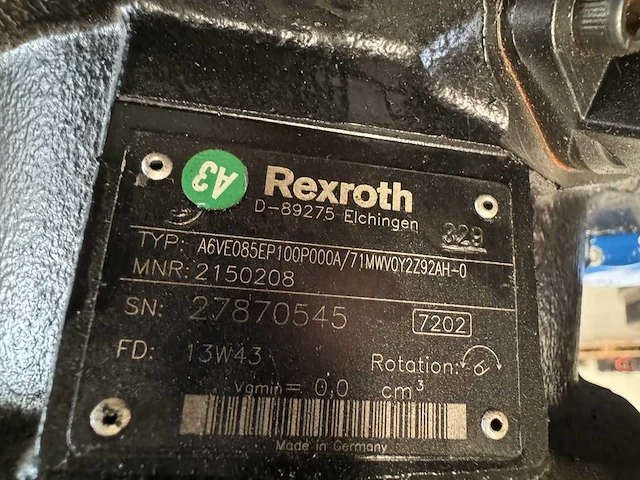 A3
Rexroth
D-89275 Elchingen
329
TYP: A6VE085EP100P000A/71MWV0Y2Z92AH-0
MNR: 2150208
SN: 27870545
7202
FD: 13W43
Rotation:
Vgmin= 0,0 cm³
Made in Germany